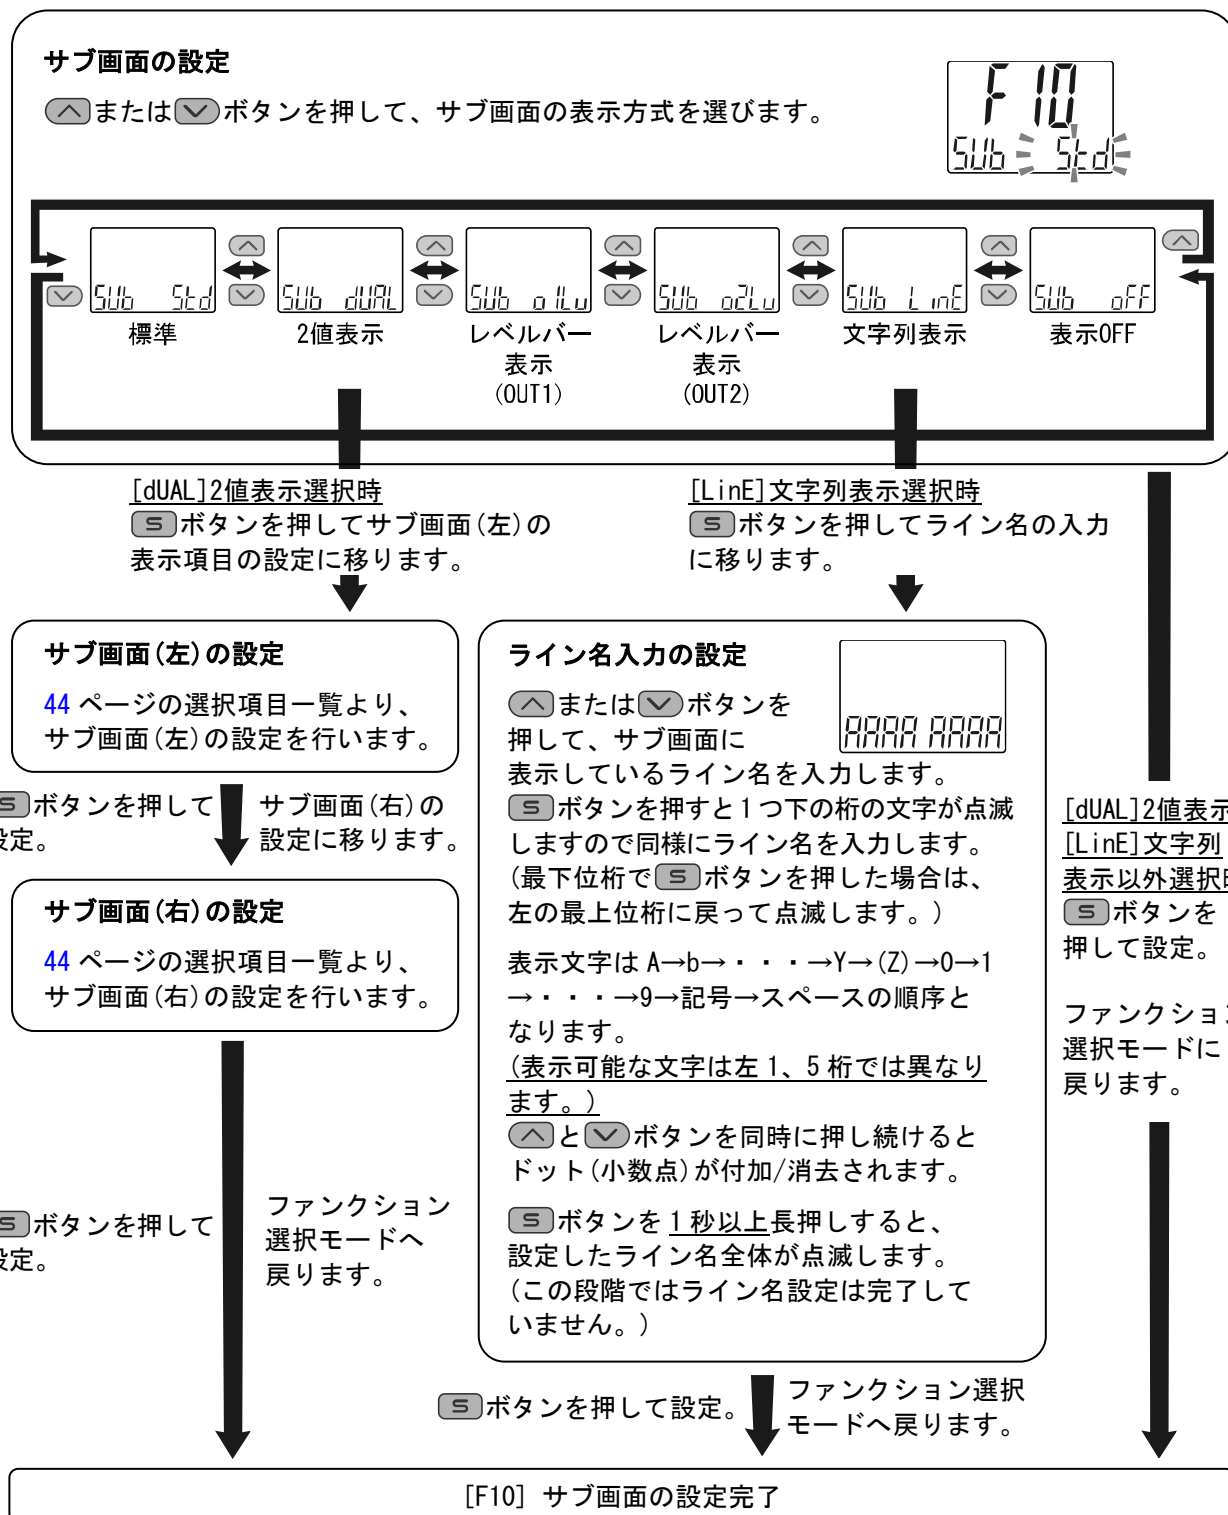 サブ画面の設定
または ボタンを押して、サブ画面の表示方式を選びます。
F10
SUb Std
SUb Std
SUb dUAL
SUb o1Lv
SUb o2Lv
SUb LinE
SUb oFF
標準
2値表示
レベルバー
表示
(OUT1)
レベルバー
表示
(OUT2)
文字列表示
表示OFF
[dUAL]2値表示選択時
S ボタンを押してサブ画面(左)の
表示項目の設定に移ります。
[LinE]文字列表示選択時
S ボタンを押してライン名の入力
に移ります。
サブ画面(左)の設定
44 ページの選択項目一覧より、
サブ画面(左)の設定を行います。
S ボタンを押して
設定。
サブ画面(右)の
設定に移ります。
サブ画面(右)の設定
44 ページの選択項目一覧より、
サブ画面(右)の設定を行います。
S ボタンを押して
設定。
ファンクション
選択モードへ
戻ります。
ライン名入力の設定
AAAA AAAA
または ボタンを
押して、サブ画面に
表示しているライン名を入力します。
S ボタンを押すと1つ下の桁の文字が点滅
しますので同様にライン名を入力します。
(最下位桁で S ボタンを押した場合は、
左の最上位桁に戻って点滅します。)
表示文字は A→b→・・・→Y→(Z)→0→1
→・・・→9→記号→スペースの順序と
なります。
(表示可能な文字は左 1、5 桁では異なり
ます。)
と ボタンを同時に押し続けると
ドット(小数点)が付加/消去されます。
S ボタンを 1 秒以上長押しすると、
設定したライン名全体が点滅します。
(この段階ではライン名設定は完了して
いません。)
S ボタンを押して設定。
ファンクション選択
モードへ戻ります。
[dUAL]2値表示
[LinE]文字列
表示以外選択時
S ボタンを
押して設定。
ファンクション
選択モードに
戻ります。
[F10] サブ画面の設定完了